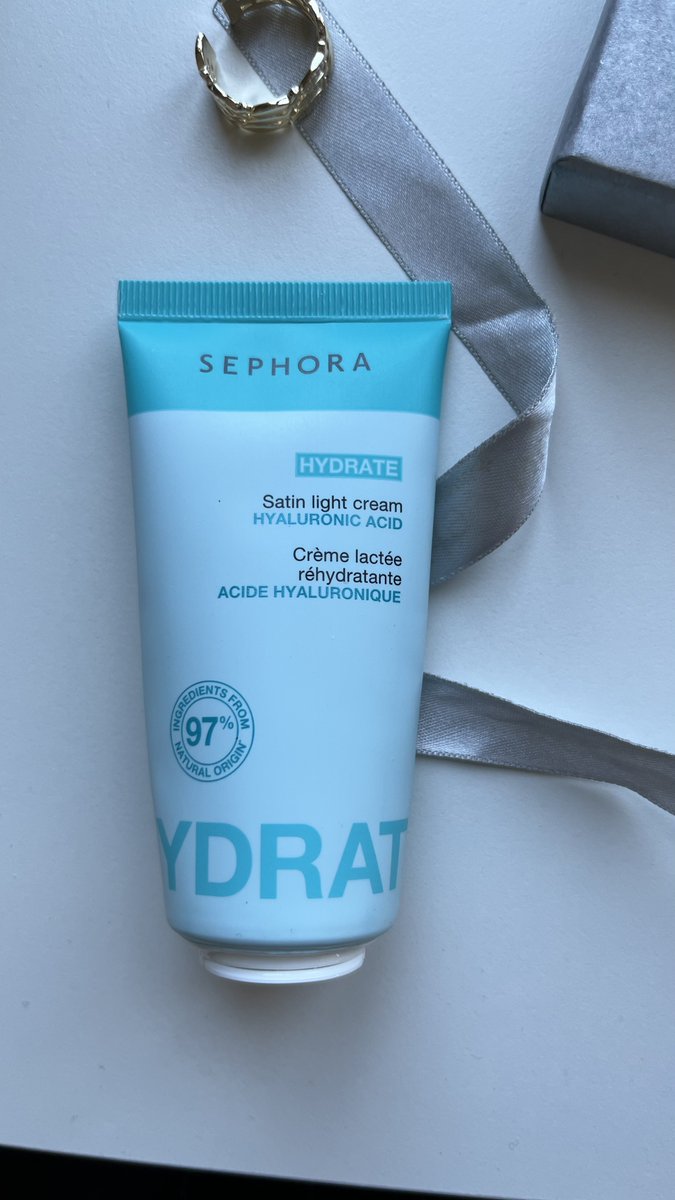 SEPHORA
HYDRATE
Satin light cream
HYALURONIC ACID
Crème lactée
réhydratante
ACIDE HYALURONIQUE
INGREDIENTS FROM
97%
NATURAL ORIGIN*
YDRAT